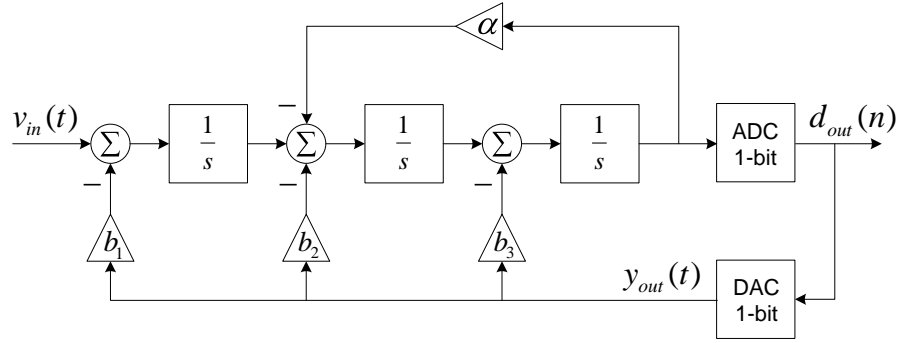 α
v_in(t)
−
Σ
1/s
−
Σ
−
1/s
Σ
−
1/s
ADC
1-bit
d_out(n)
b_1
b_2
b_3
y_out(t)
DAC
1-bit